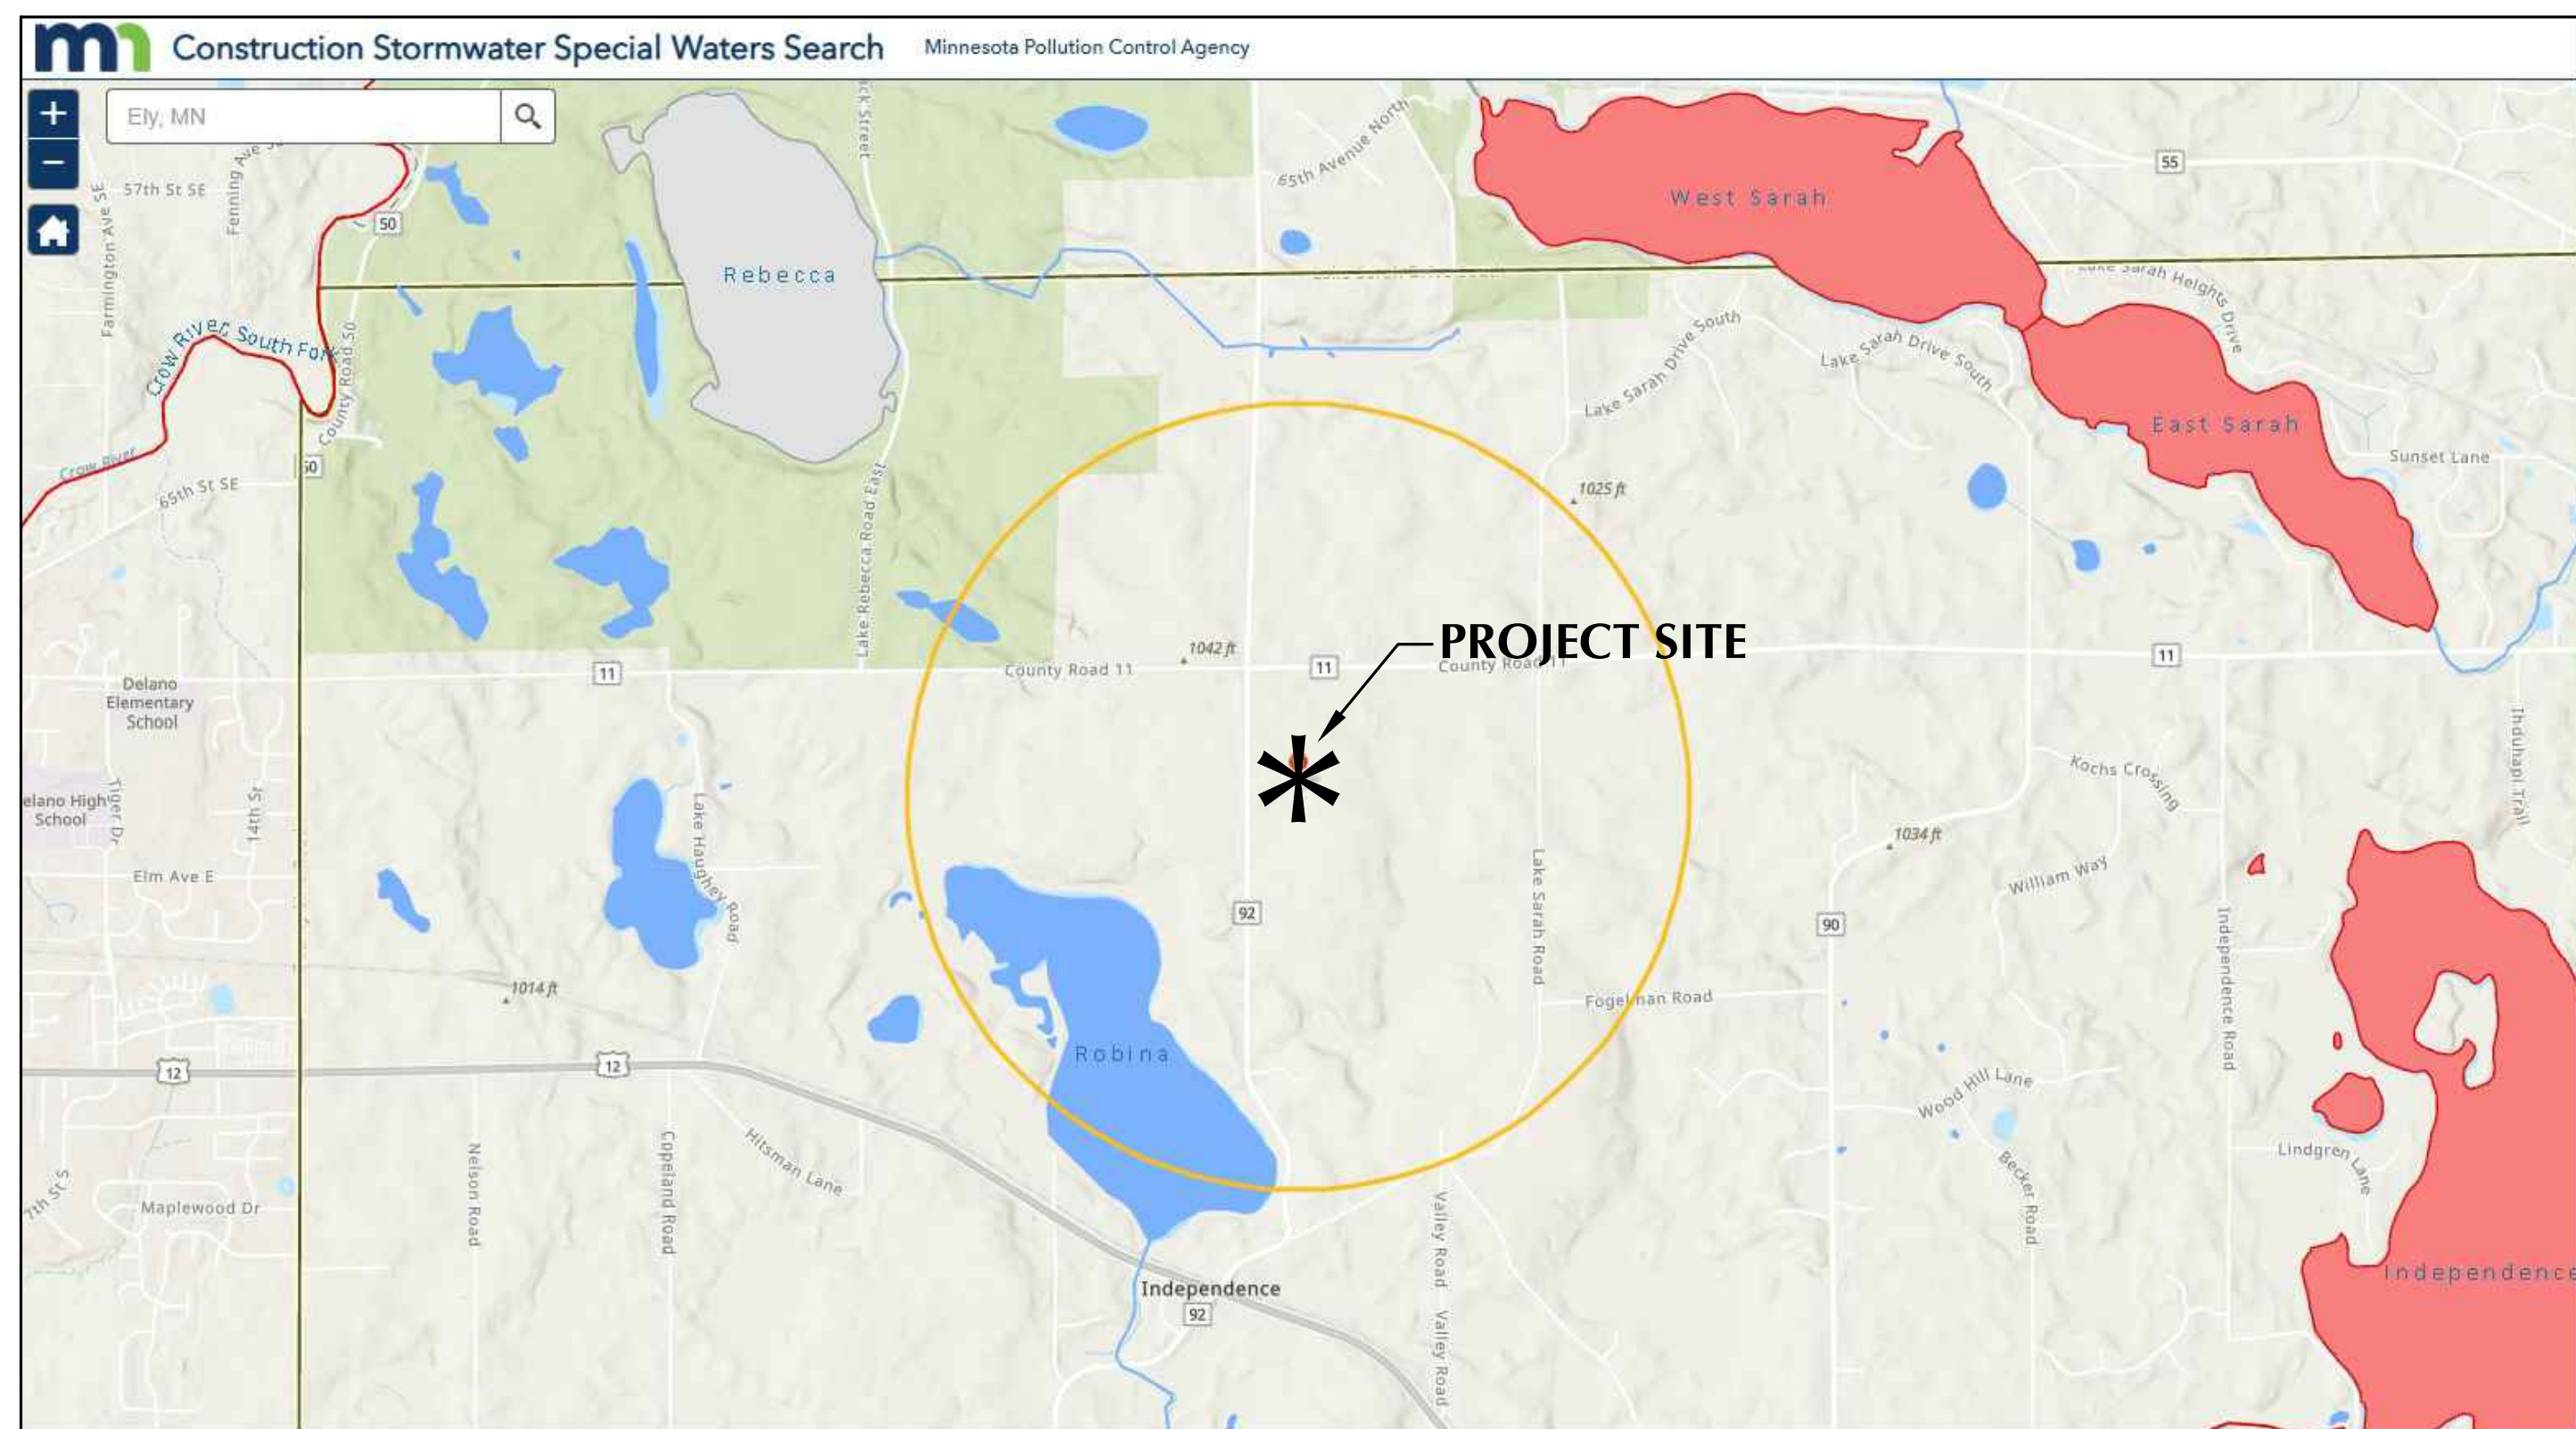 mn Construction Stormwater Special Waters Search Minnesota Pollution Control Agency
+
Ely, MN
−
57th St SE
Fenning Ave
Farmington Ave SE
50
Rebecca
65th Avenue North
West Sarah
55
Lake Sarah Heights Drive
Crow River, South Fork
County Road 50
Crow River
65th St SE
50
Lake Rebecca Road East
Lake Sarah Drive South
Lake Sarah Drive South
East Sarah
Sunset Lane
1025 ft
PROJECT SITE
1042 ft
County Road 11
11
11
County Road 11
11
Delano
Elementary
School
elano High
School
Tiger Dr
14th St
Elm Ave E
Lake Haughey Road
92
Lake Sarah Road
Kochs Crossing
Ihduhapi Trail
1034 ft
William Way
90
Independence Road
1014 ft
Fogelman Road
Robina
12
12
Wood Hill Lane
Becker Road
Lindgren Lane
Nelson Road
Copeland Road
Hitsman Lane
7th St S
Maplewood Dr
Valley Road
Valley Road
Independence
92
Independence